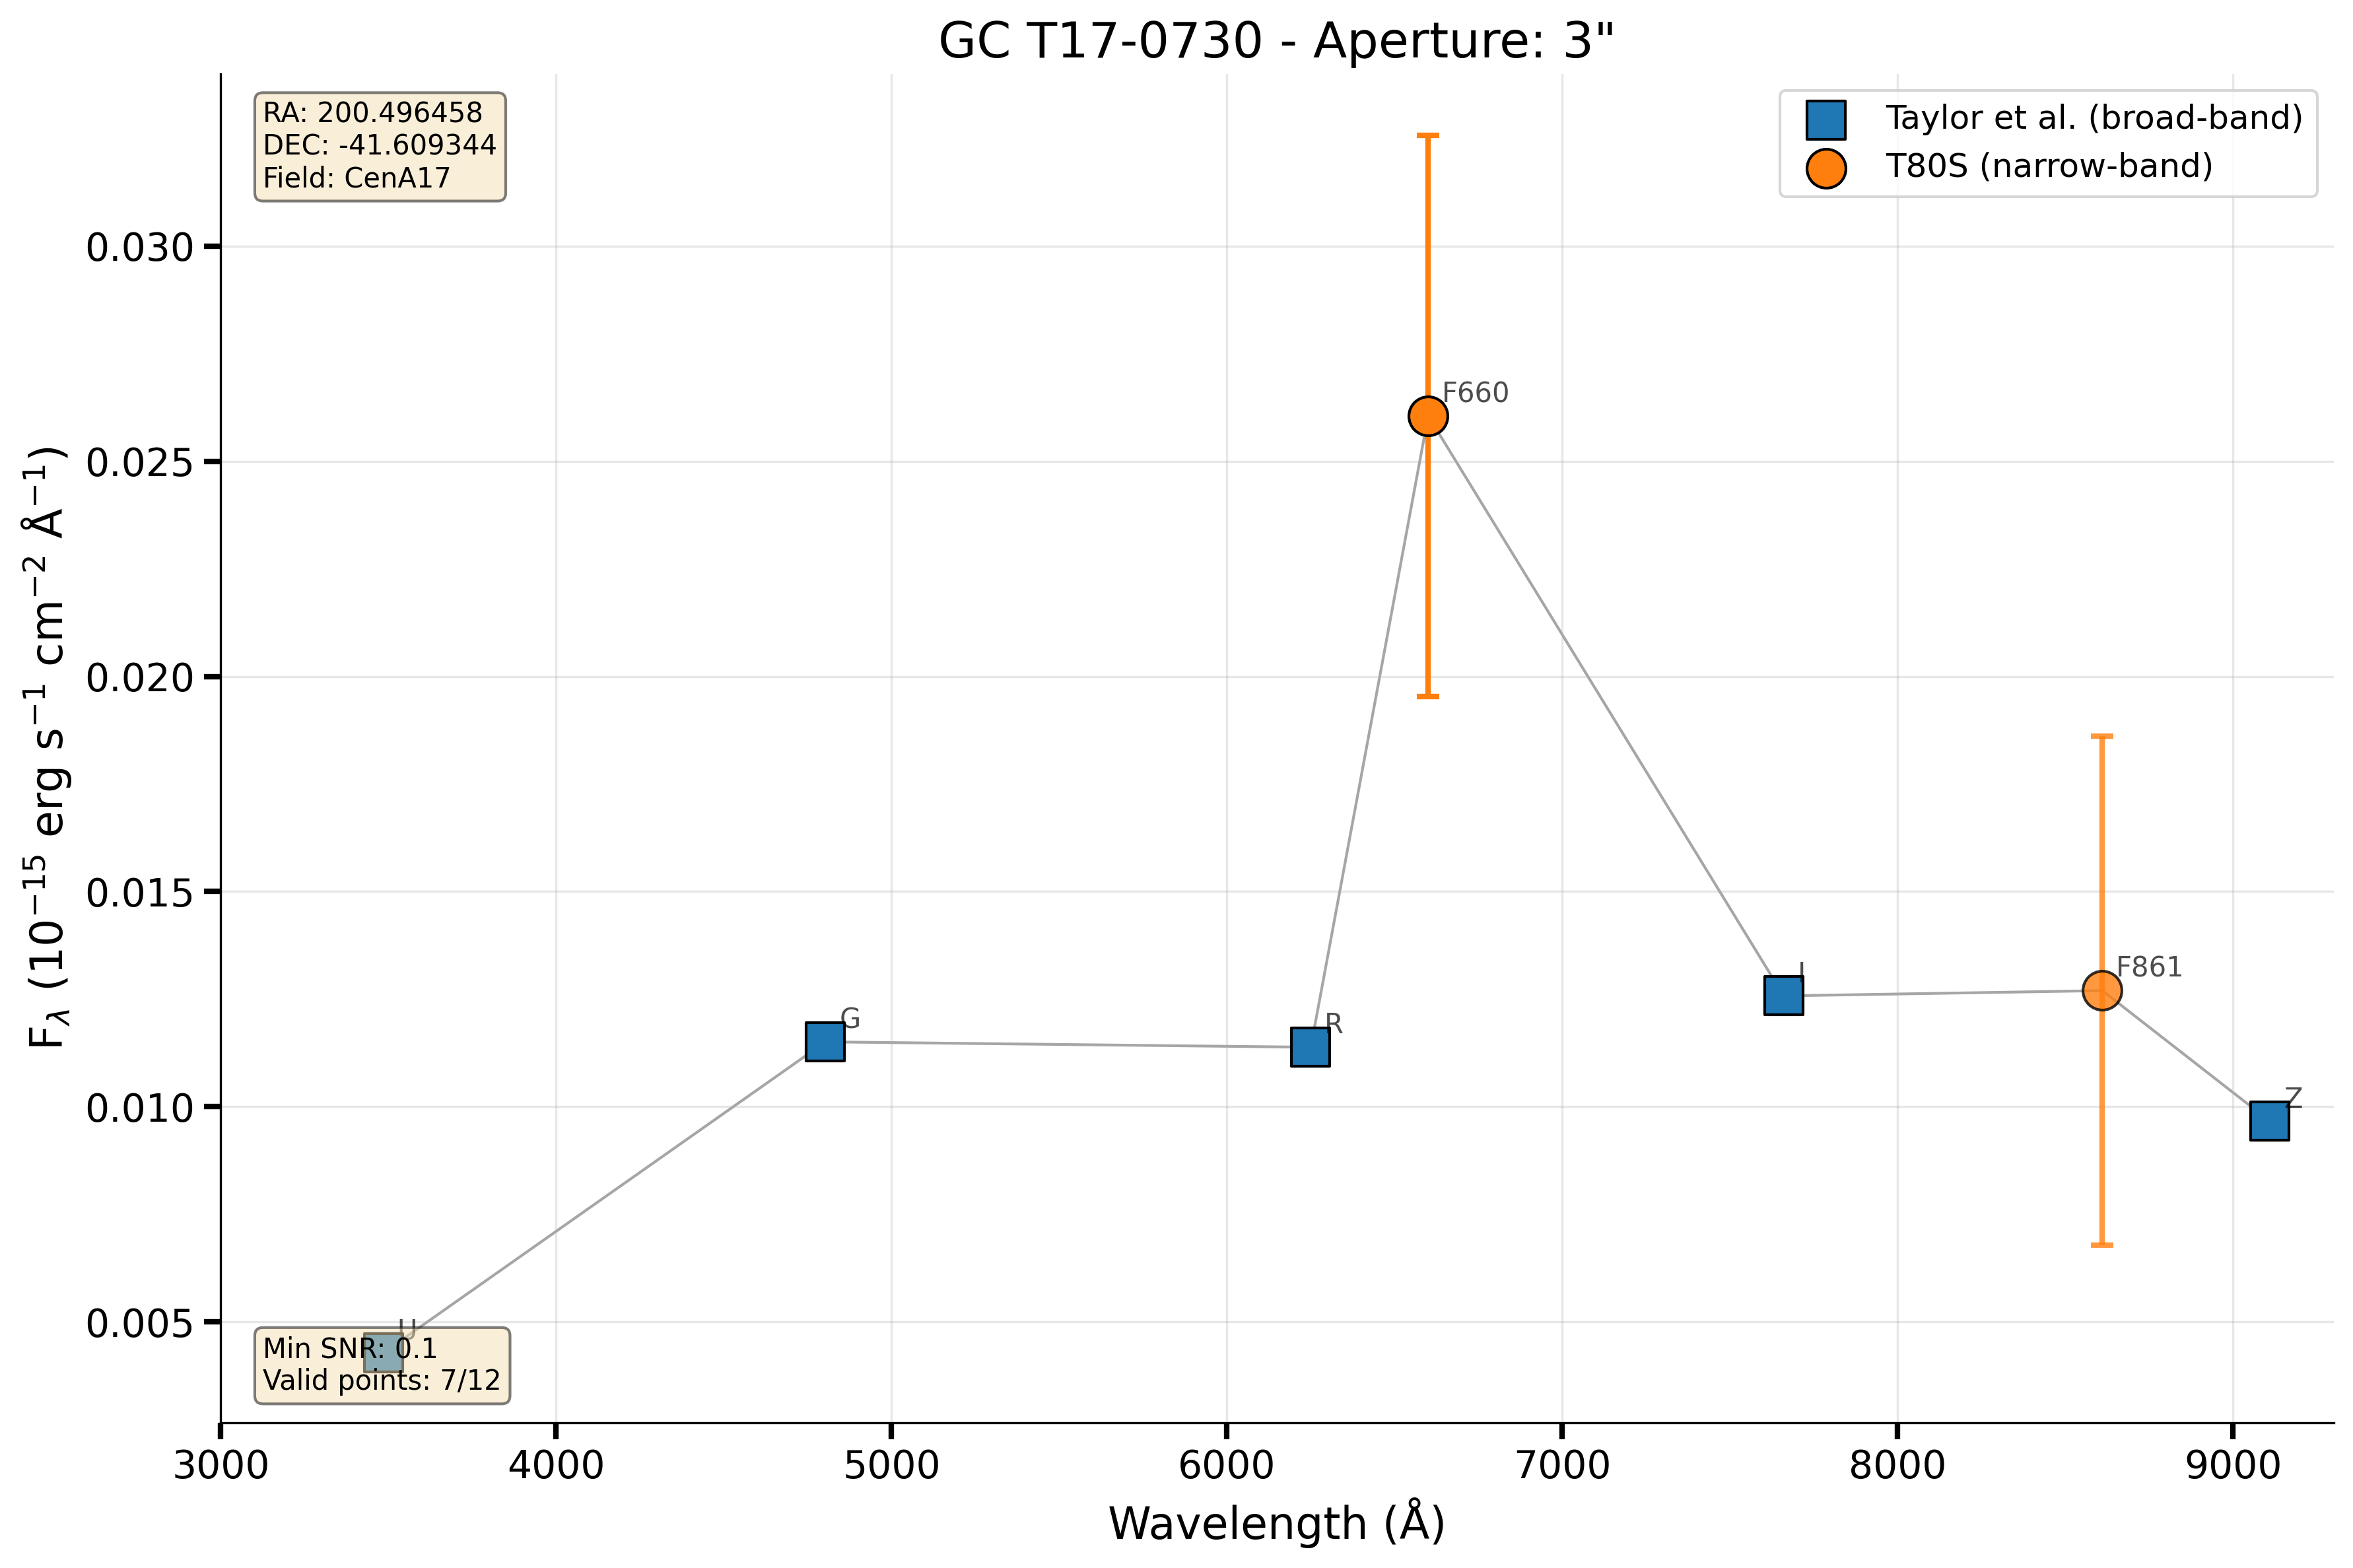 GC T17-0730 - Aperture: 3"
RA: 200.496458
DEC: -41.609344
Field: CenA17
Taylor et al. (broad-band)
T80S (narrow-band)
0.030
0.025
0.020
0.015
0.010
0.005
F_λ (10⁻¹⁵ erg s⁻¹ cm⁻² Å⁻¹)
F660
F861
G
R
I
Z
U
Min SNR: 0.1
Valid points: 7/12
3000 4000 5000 6000 7000 8000 9000
Wavelength (Å)